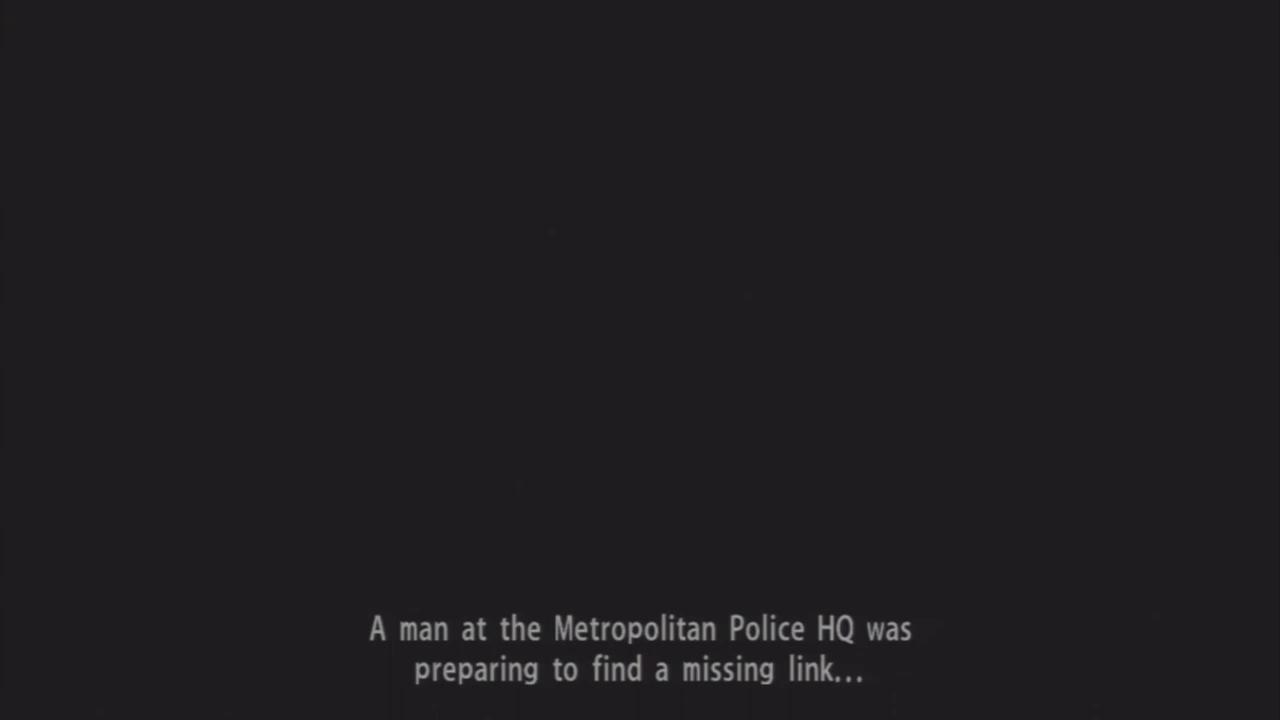 A man at the Metropolitan Police HQ was
preparing to find a missing link...